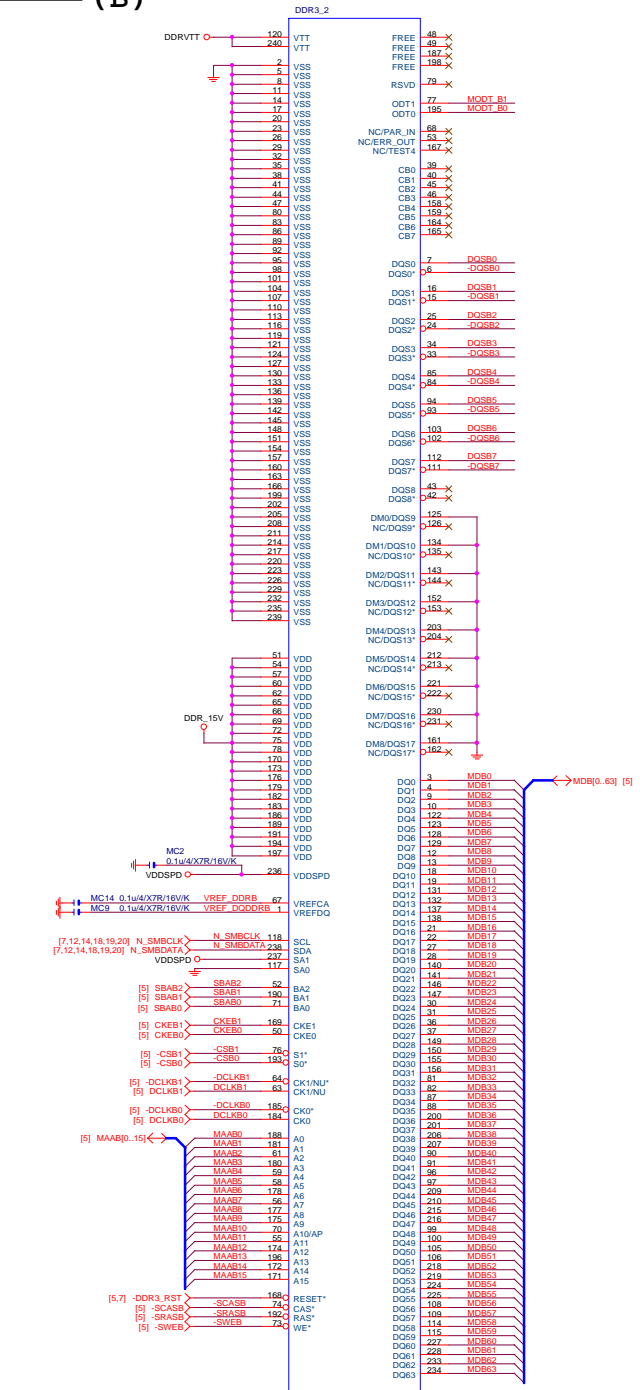 (B)
DDR3_2
DDRVTT 120 VTT
240 VTT
2 VSS
5 VSS
8 VSS
11 VSS
14 VSS
17 VSS
20 VSS
23 VSS
26 VSS
29 VSS
32 VSS
35 VSS
38 VSS
41 VSS
44 VSS
47 VSS
80 VSS
83 VSS
86 VSS
89 VSS
92 VSS
95 VSS
98 VSS
101 VSS
104 VSS
107 VSS
110 VSS
113 VSS
116 VSS
119 VSS
121 VSS
124 VSS
127 VSS
130 VSS
133 VSS
136 VSS
139 VSS
142 VSS
145 VSS
148 VSS
151 VSS
154 VSS
157 VSS
160 VSS
163 VSS
166 VSS
199 VSS
202 VSS
205 VSS
208 VSS
211 VSS
214 VSS
217 VSS
220 VSS
223 VSS
226 VSS
229 VSS
232 VSS
235 VSS
239 VSS
51 VDD
54 VDD
57 VDD
60 VDD
62 VDD
65 VDD
66 VDD
DDR_15V 69 VDD
72 VDD
75 VDD
78 VDD
170 VDD
173 VDD
176 VDD
179 VDD
182 VDD
183 VDD
186 VDD
189 VDD
191 VDD
194 VDD
197 VDD
MC2
0.1u/4/X7R/16V/K
VDDSPD 236 VDDSPD
MC14 0.1u/4/X7R/16V/K VREF_DDRB 67 VREFCA
MC9 0.1u/4/X7R/16V/K VREF_DQDDRB 1 VREFDQ
[7,12,14,18,19,20] N_SMBCLK N_SMBCLK 118 SCL
[7,12,14,18,19,20] N_SMBDATA N_SMBDATA 238 SDA
VDDSPD 237 SA1
117 SA0
[5] SBAB2 SBAB2 52 BA2
[5] SBAB1 SBAB1 190 BA1
[5] SBAB0 SBAB0 71 BA0
[5] CKEB1 CKEB1 169 CKE1
[5] CKEB0 CKEB0 50 CKE0
[5] -CSB1 -CSB1 76 S1*
[5] -CSB0 -CSB0 193 S0*
[5] -DCLKB1 -DCLKB1 64 CK1/NU*
[5] DCLKB1 DCLKB1 63 CK1/NU
[5] -DCLKB0 -DCLKB0 185 CK0*
[5] DCLKB0 DCLKB0 184 CK0
[5] MAAB[0..15] MAAB0 188 A0
MAAB1 181 A1
MAAB2 61 A2
MAAB3 180 A3
MAAB4 59 A4
MAAB5 58 A5
MAAB6 178 A6
MAAB7 56 A7
MAAB8 177 A8
MAAB9 175 A9
MAAB10 70 A10/AP
MAAB11 55 A11
MAAB12 174 A12
MAAB13 196 A13
MAAB14 172 A14
MAAB15 171 A15
[5,7] -DDR3_RST 168 RESET*
[5] -SCASB -SCASB 74 CAS*
[5] -SRASB -SRASB 192 RAS*
[5] -SWEB -SWEB 73 WE*
FREE 48
FREE 49
FREE 187
FREE 198
RSVD 79
ODT1 77 MODT_B1
ODT0 195 MODT_B0
NC/PAR_IN 68
NC/ERR_OUT 53
NC/TEST4 167
CB0 39
CB1 40
CB2 45
CB3 46
CB4 158
CB5 159
CB6 164
CB7 165
DQS0 7 DQSB0
DQS0* 6 -DQSB0
DQS1 16 DQSB1
DQS1* 15 -DQSB1
DQS2 25 DQSB2
DQS2* 24 -DQSB2
DQS3 34 DQSB3
DQS3* 33 -DQSB3
DQS4 85 DQSB4
DQS4* 84 -DQSB4
DQS5 94 DQSB5
DQS5* 93 -DQSB5
DQS6 103 DQSB6
DQS6* 102 -DQSB6
DQS7 112 DQSB7
DQS7* 111 -DQSB7
DQS8 43
DQS8* 42
DM0/DQS9 125
NC/DQS9* 126
DM1/DQS10 134
NC/DQS10* 135
DM2/DQS11 143
NC/DQS11* 144
DM3/DQS12 152
NC/DQS12* 153
DM4/DQS13 203
NC/DQS13* 204
DM5/DQS14 212
NC/DQS14* 213
DM6/DQS15 221
NC/DQS15* 222
DM7/DQS16 230
NC/DQS16* 231
DM8/DQS17 161
NC/DQS17* 162
DQ0 3 MDB0 MDB[0..63] [5]
DQ1 4 MDB1
DQ2 9 MDB2
DQ3 10 MDB3
DQ4 122 MDB4
DQ5 123 MDB5
DQ6 128 MDB6
DQ7 129 MDB7
DQ8 12 MDB8
DQ9 13 MDB9
DQ10 18 MDB10
DQ11 19 MDB11
DQ12 131 MDB12
DQ13 132 MDB13
DQ14 137 MDB14
DQ15 138 MDB15
DQ16 21 MDB16
DQ17 22 MDB17
DQ18 27 MDB18
DQ19 28 MDB19
DQ20 140 MDB20
DQ21 141 MDB21
DQ22 146 MDB22
DQ23 147 MDB23
DQ24 30 MDB24
DQ25 31 MDB25
DQ26 36 MDB26
DQ27 37 MDB27
DQ28 149 MDB28
DQ29 150 MDB29
DQ30 155 MDB30
DQ31 156 MDB31
DQ32 81 MDB32
DQ33 82 MDB33
DQ34 87 MDB34
DQ35 88 MDB35
DQ36 200 MDB36
DQ37 201 MDB37
DQ38 206 MDB38
DQ39 207 MDB39
DQ40 90 MDB40
DQ41 91 MDB41
DQ42 96 MDB42
DQ43 97 MDB43
DQ44 209 MDB44
DQ45 210 MDB45
DQ46 215 MDB46
DQ47 216 MDB47
DQ48 99 MDB48
DQ49 100 MDB49
DQ50 105 MDB50
DQ51 106 MDB51
DQ52 218 MDB52
DQ53 219 MDB53
DQ54 224 MDB54
DQ55 225 MDB55
DQ56 108 MDB56
DQ57 109 MDB57
DQ58 114 MDB58
DQ59 115 MDB59
DQ60 227 MDB60
DQ61 228 MDB61
DQ62 233 MDB62
DQ63 234 MDB63